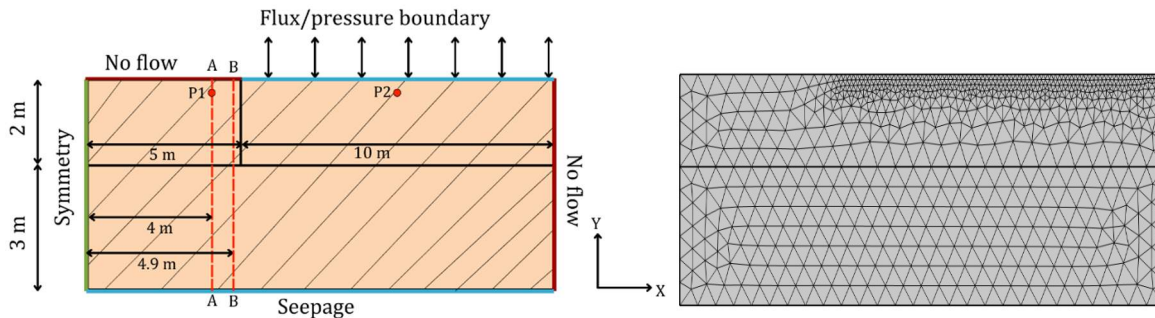 Flux/pressure boundary
No flow
A B
P1
P2
2 m
5 m
10 m
Symmetry
No flow
3 m
4 m
4.9 m
Y
X
A B
Seepage